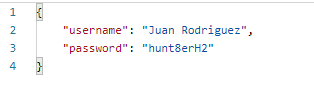 1 {
2 "username": "Juan Rodriguez",
3 "password": "hunt8erH2"
4 }